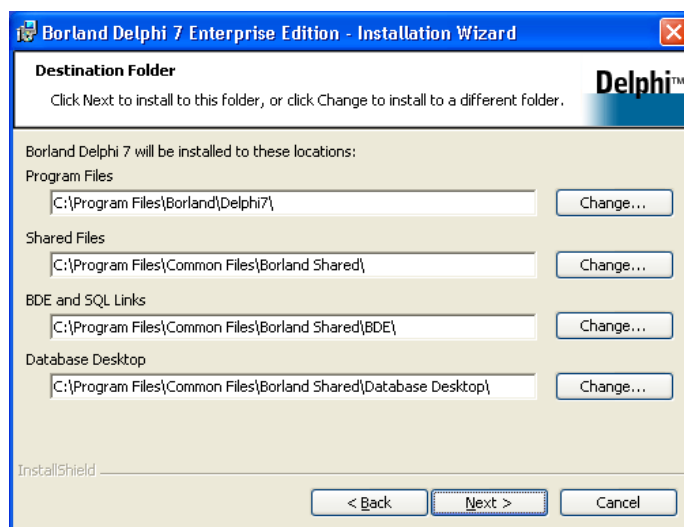 Borland Delphi 7 Enterprise Edition - Installation Wizard
Destination Folder
Click Next to install to this folder, or click Change to install to a different folder.
Delphi™
Borland Delphi 7 will be installed to these locations:
Program Files
C:\Program Files\Borland\Delphi7\
Change...
Shared Files
C:\Program Files\Common Files\Borland Shared\
Change...
BDE and SQL Links
C:\Program Files\Common Files\Borland Shared\BDE\
Change...
Database Desktop
C:\Program Files\Common Files\Borland Shared\Database Desktop\
Change...
InstallShield
< Back
Next >
Cancel